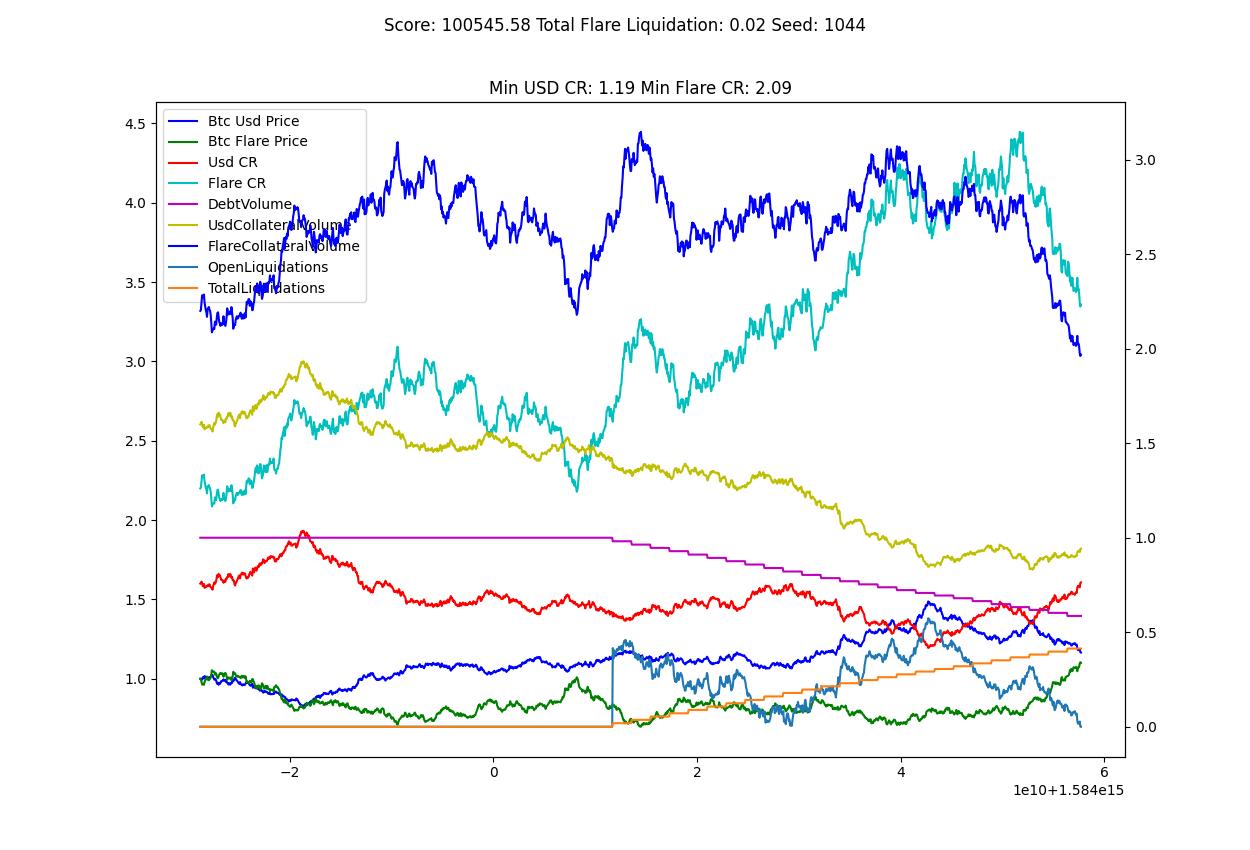 Score: 100545.58 Total Flare Liquidation: 0.02 Seed: 1044
Min USD CR: 1.19 Min Flare CR: 2.09
Btc Usd Price
Btc Flare Price
Usd CR
Flare CR
DebtVolume
UsdCollateralVolume
FlareCollateralVolume
OpenLiquidations
TotalLiquidations
4.5
4.0
3.5
3.0
2.5
2.0
1.5
1.0
3.0
2.5
2.0
1.5
1.0
0.5
0.0
−2
0
2
4
6
1e10+1.584e15